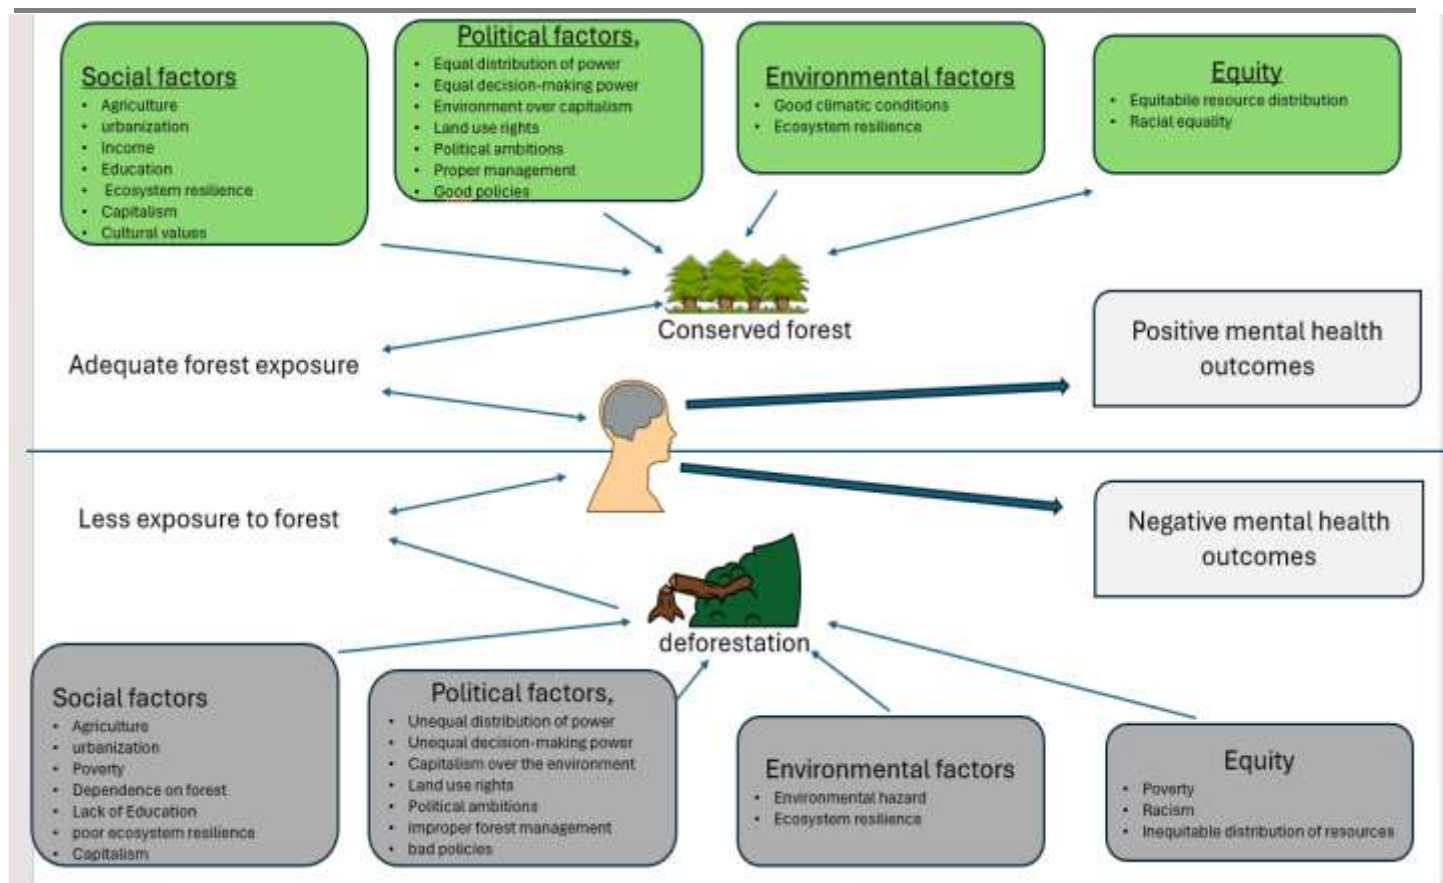 Social factors
• Agriculture
• urbanization
• Income
• Education
• Ecosystem resilience
• Capitalism
• Cultural values
Political factors,
• Equal distribution of power
• Equal decision-making power
• Environment over capitalism
• Land use rights
• Political ambitions
• Proper management
• Good policies
Environmental factors
• Good climatic conditions
• Ecosystem resilience
Equity
• Equitabile resource distribution
• Racial equality
Conserved forest
Adequate forest exposure
Positive mental health
outcomes
Less exposure to forest
Negative mental health
outcomes
deforestation
Social factors
• Agriculture
• urbanization
• Poverty
• Dependence on forest
• Lack of Education
• poor ecosystem resilience
• Capitalism
Political factors,
• Unequal distribution of power
• Unequal decision-making power
• Capitalism over the environment
• Land use rights
• Political ambitions
• improper forest management
• bad policies
Environmental factors
• Environmental hazard
• Ecosystem resilience
Equity
• Poverty
• Racism
• Inequitable distribution of resources